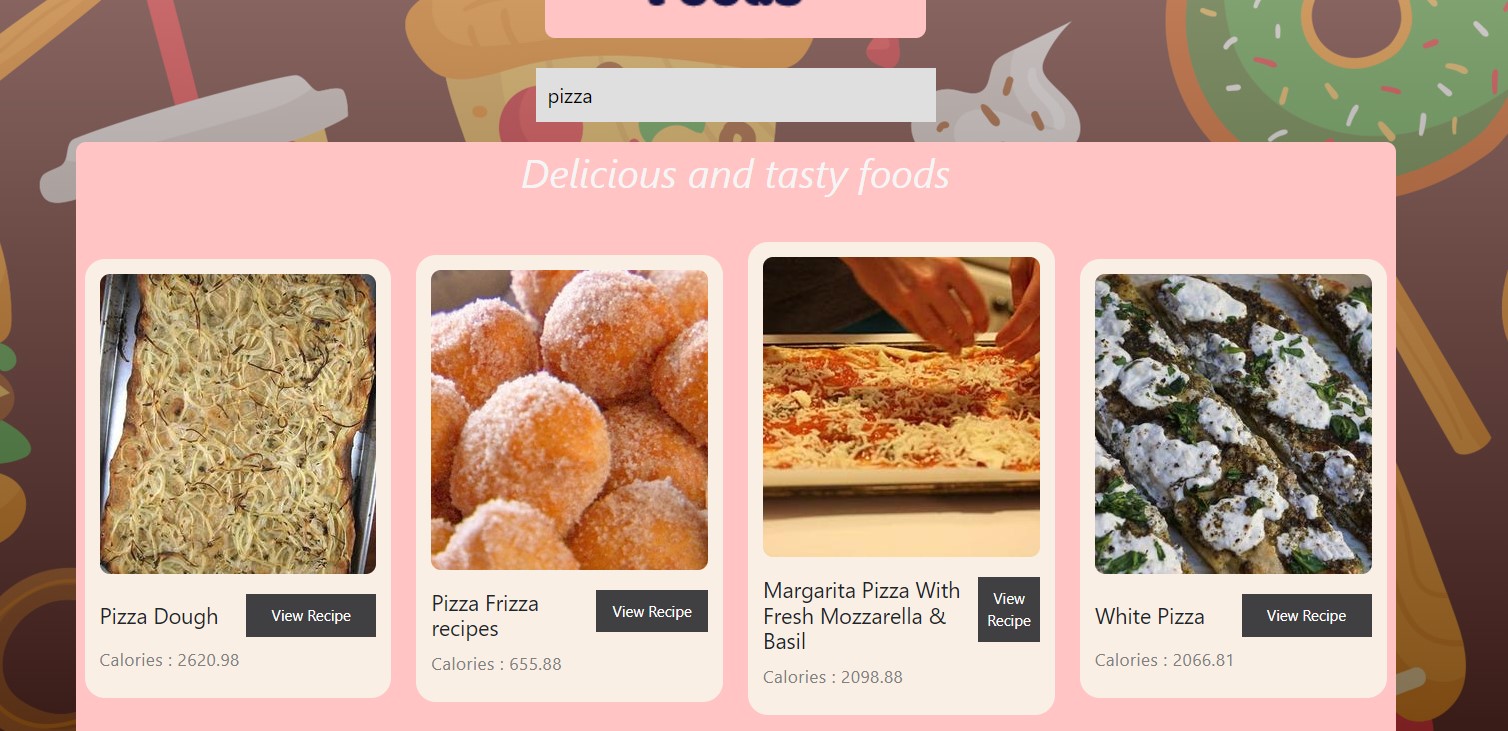 pizza
Delicious and tasty foods
Pizza Dough
View Recipe
Calories : 2620.98
Pizza Frizza
recipes
View Recipe
Calories : 655.88
Margarita Pizza With
Fresh Mozzarella &
Basil
View
Recipe
Calories : 2098.88
White Pizza
View Recipe
Calories : 2066.81